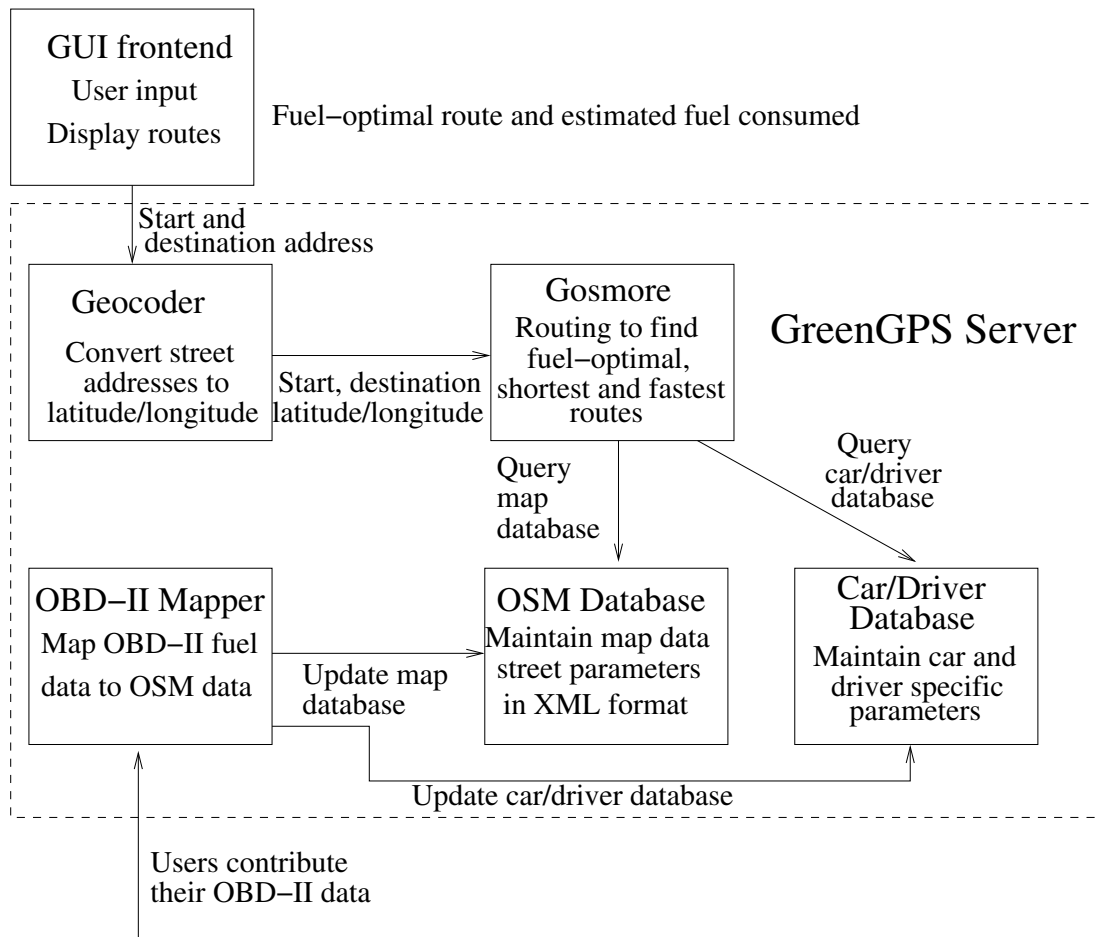 GUI frontend
User input
Display routes
Fuel−optimal route and estimated fuel consumed
Start and
destination address
Geocoder
Convert street
addresses to
latitude/longitude
Start, destination
latitude/longitude
Gosmore
Routing to find
fuel−optimal,
shortest and fastest
routes
GreenGPS Server
Query
map
database
Query
car/driver
database
OBD−II Mapper
Map OBD−II fuel
data to OSM data
Update map
database
OSM Database
Maintain map data
street parameters
in XML format
Car/Driver
Database
Maintain car and
driver specific
parameters
Update car/driver database
Users contribute
their OBD−II data